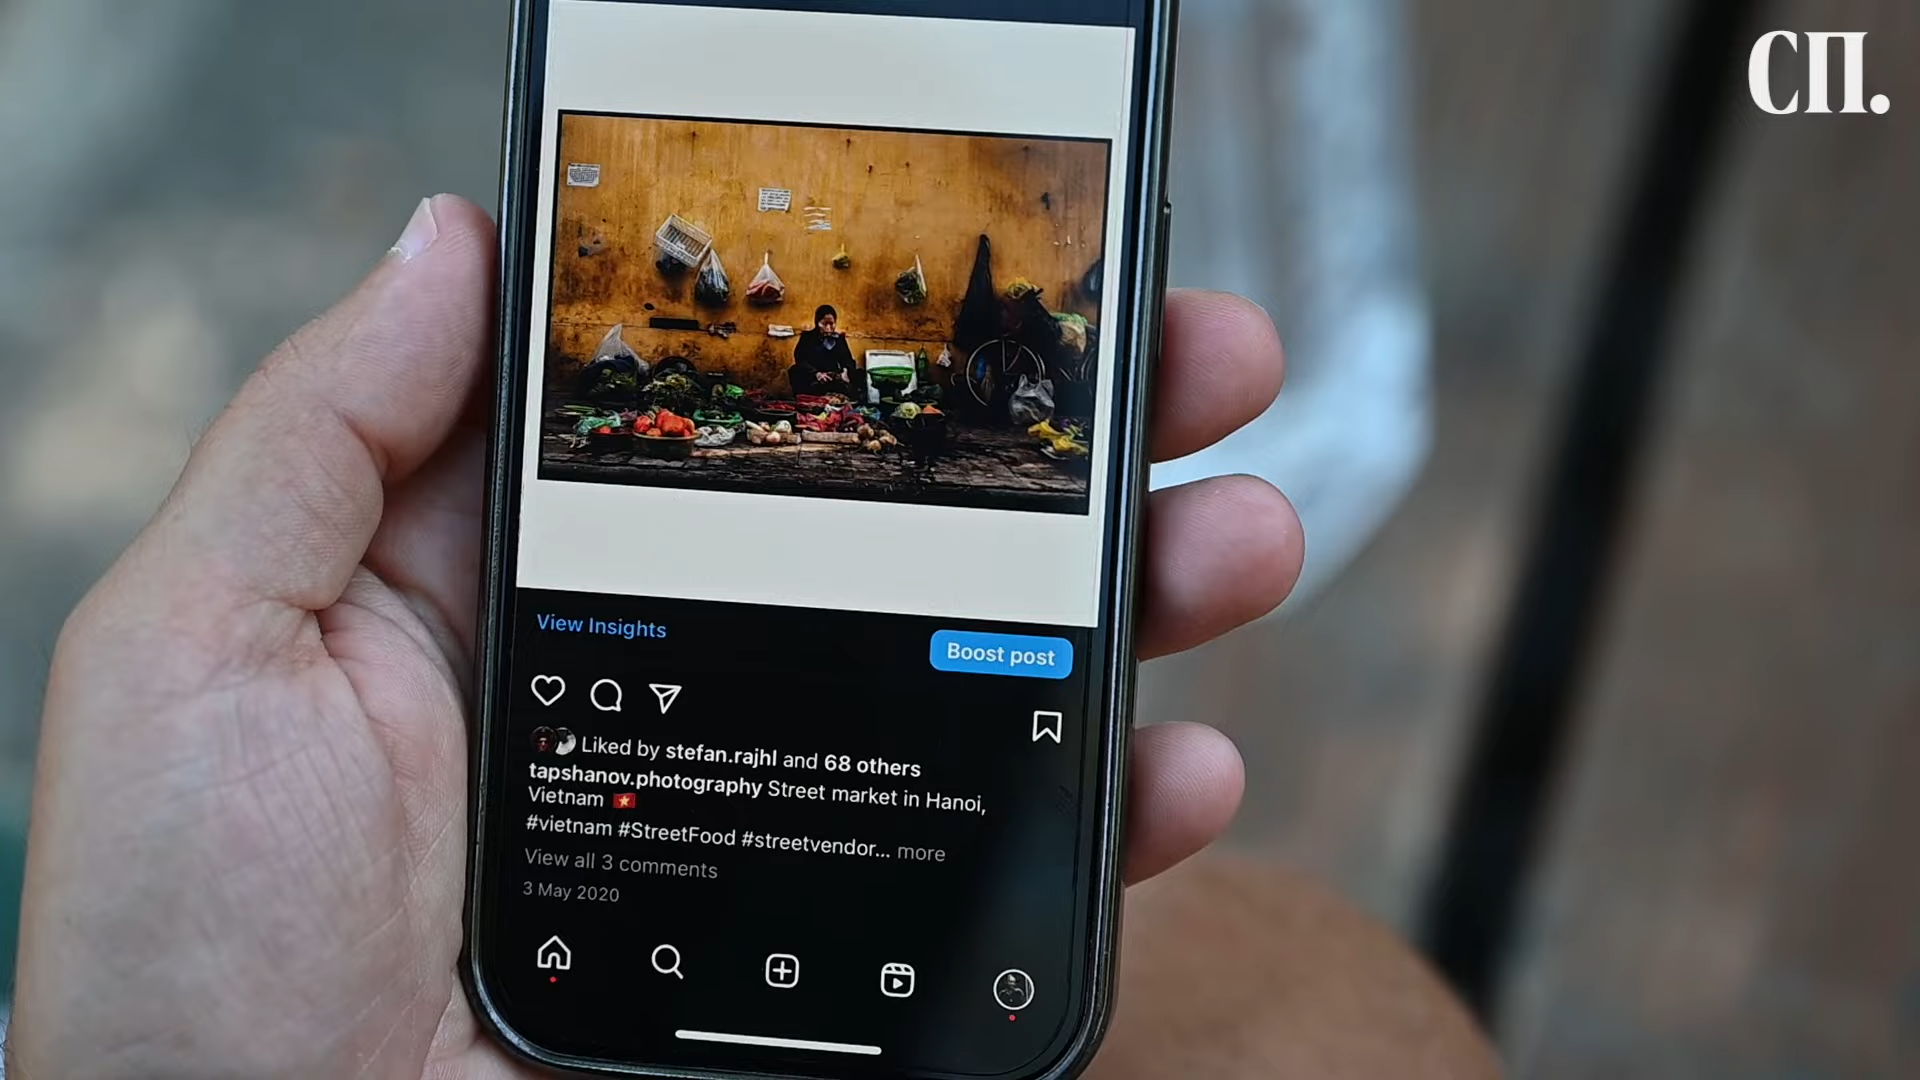 СП.
View Insights
Boost post
Liked by stefan.rajhl and 68 others
tapshanov.photography Street market in Hanoi,
Vietnam 🇻🇳
#vietnam #StreetFood #streetvendor... more
View all 3 comments
3 May 2020